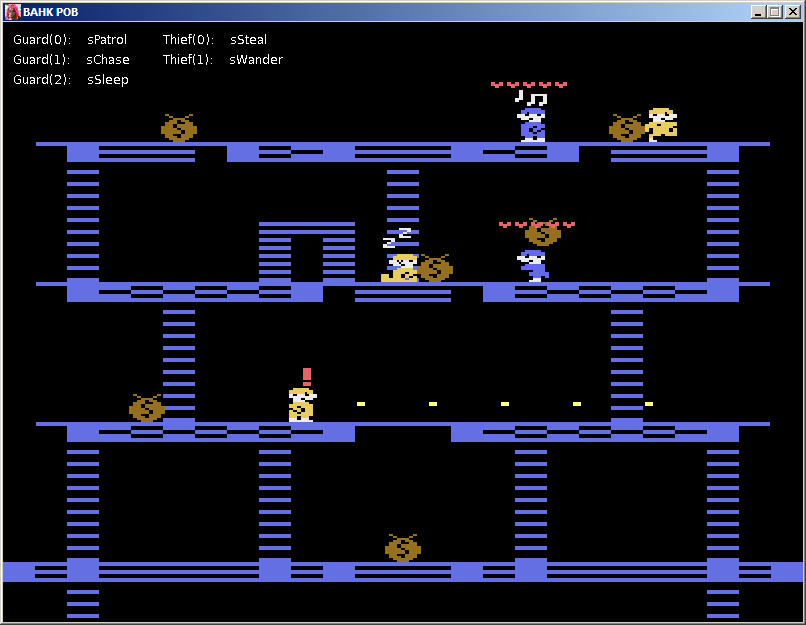 BAHK POB
Guard(0): sPatrol Thief(0): sSteal
Guard(1): sChase Thief(1): sWander
Guard(2): sSleep
z z
!